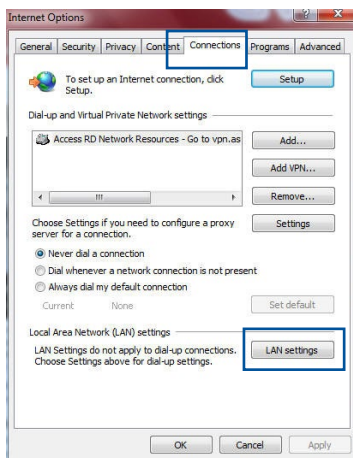 Internet Options
General Security Privacy Content Connections Programs Advanced
To set up an Internet connection, click
Setup.
Setup
Dial-up and Virtual Private Network settings
Access RD Network Resources - Go to vpn.as
Add...
Add VPN...
Remove...
Choose Settings if you need to configure a proxy
server for a connection.
Settings
Never dial a connection
Dial whenever a network connection is not present
Always dial my default connection
Current None
Set default
Local Area Network (LAN) settings
LAN Settings do not apply to dial-up connections.
Choose Settings above for dial-up settings.
LAN settings
OK Cancel Apply